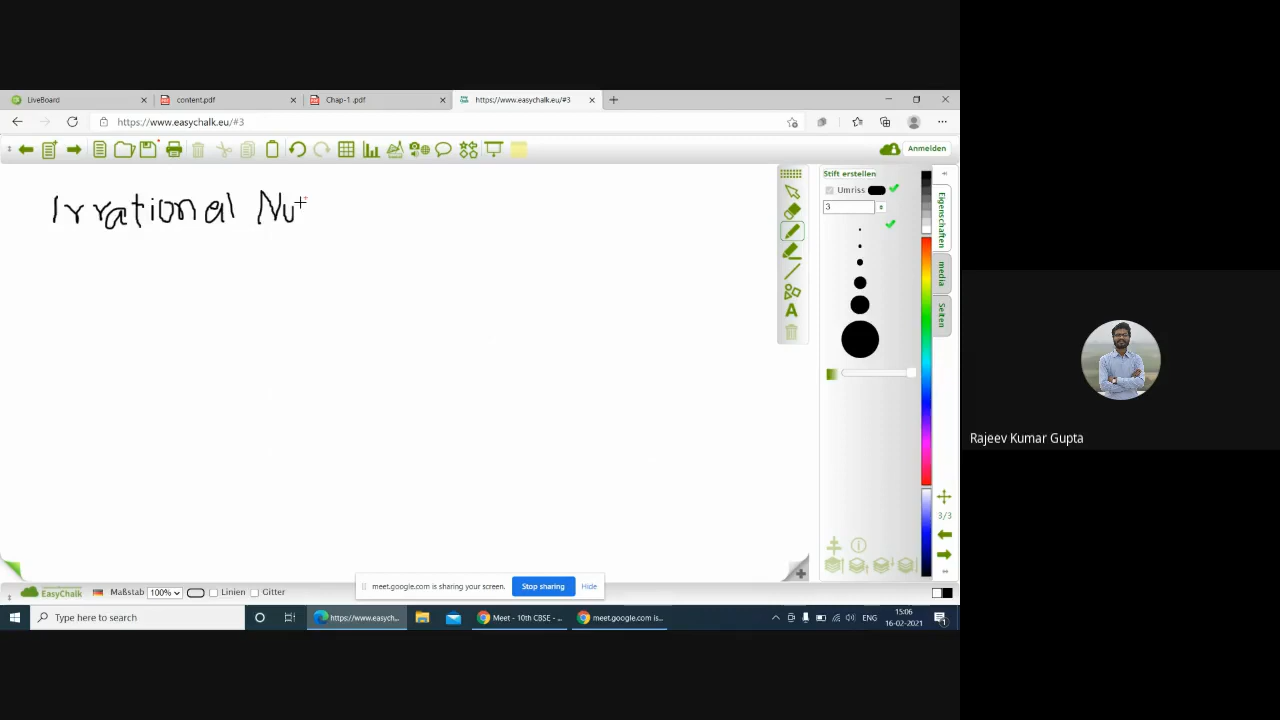 LiveBoard
content.pdf
Chap-1 .pdf
https://www.easychalk.eu/#3
https://www.easychalk.eu/#3
Anmelden
Irrational Nu
Stift erstellen
Umriss
3
Eigenschaften
media
Seiten
3/3
Rajeev Kumar Gupta
meet.google.com is sharing your screen.
Stop sharing
Hide
EasyChalk
Maßstab
100%
Linien
Gitter
Type here to search
https://www.easych...
Meet - 10th CBSE - ...
meet.google.com is...
ENG
15:06
16-02-2021
1